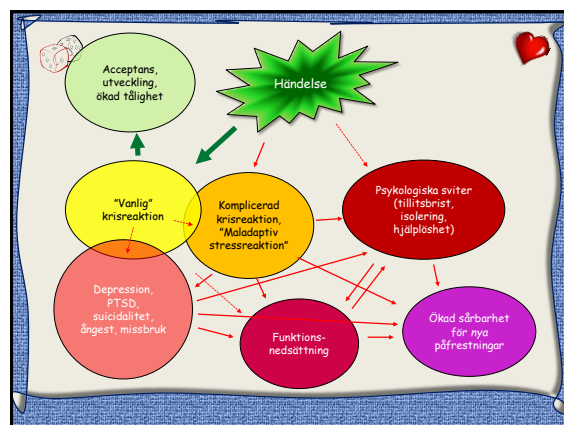 Acceptans,
utveckling,
ökad tålighet
Händelse
”Vanlig”
krisreaktion
Komplicerad
krisreaktion,
”Maladaptiv
stressreaktion”
Psykologiska sviter
(tillitsbrist,
isolering,
hjälplöshet)
Depression,
PTSD,
suicidalitet,
ångest, missbruk
Funktions-
nedsättning
Ökad sårbarhet
för nya
påfrestningar